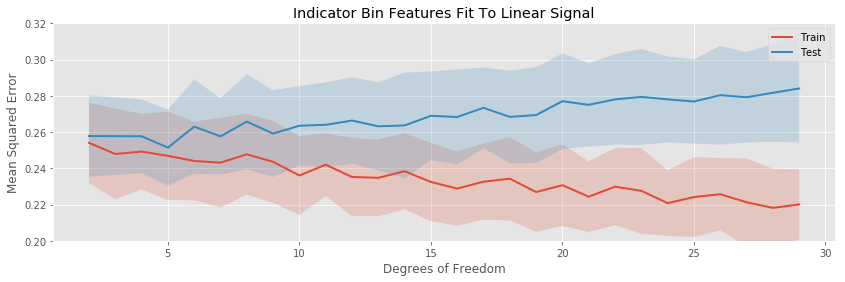 Indicator Bin Features Fit To Linear Signal
Train
Test
Mean Squared Error
0.32
0.30
0.28
0.26
0.24
0.22
0.20
5
10
15
20
25
30
Degrees of Freedom